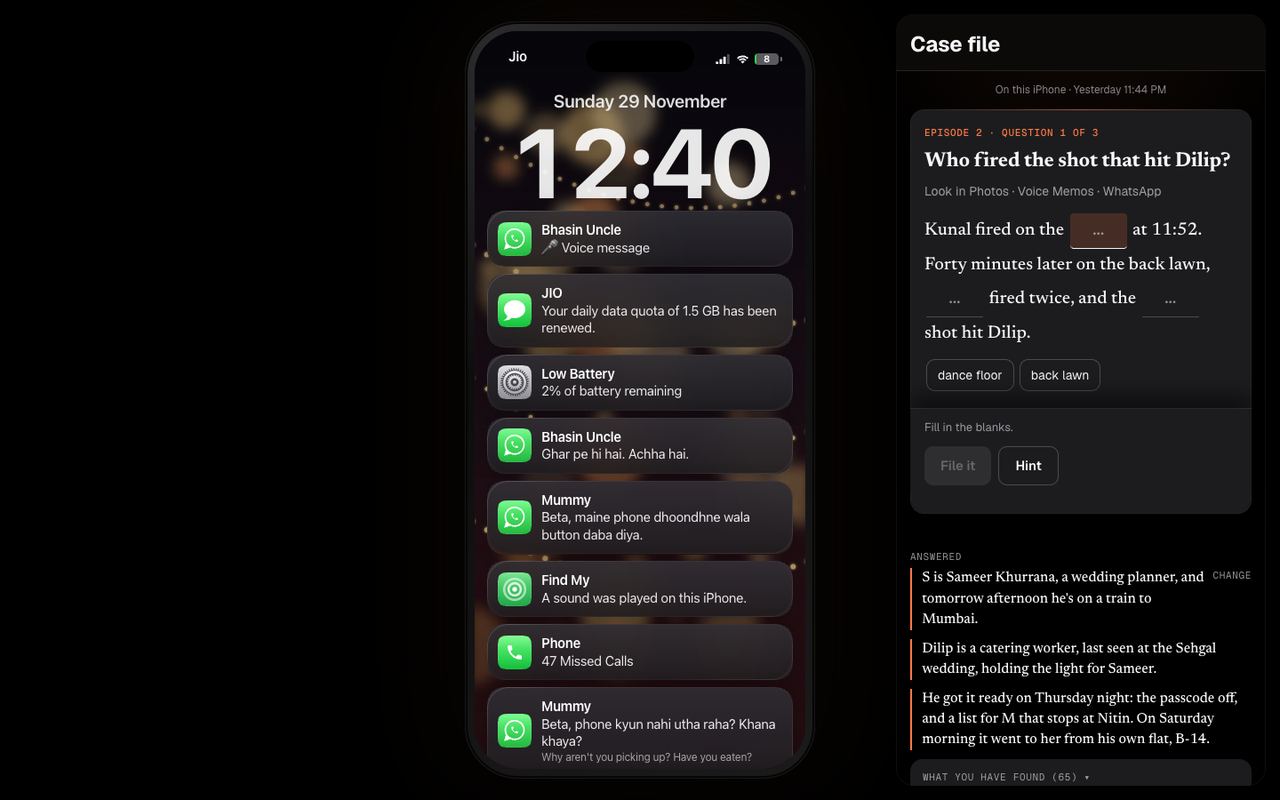 Jio
8
Sunday 29 November
12:40
Bhasin Uncle
🎤 Voice message
JIO
Your daily data quota of 1.5 GB has been
renewed.
Low Battery
2% of battery remaining
Bhasin Uncle
Ghar pe hi hai. Achha hai.
Mummy
Beta, maine phone dhoondhne wala
button daba diya.
Find My
A sound was played on this iPhone.
Phone
47 Missed Calls
Mummy
Beta, phone kyun nahi utha raha? Khana
khaya?
Why aren't you picking up? Have you eaten?
Case file
On this iPhone · Yesterday 11:44 PM
EPISODE 2 · QUESTION 1 OF 3
Who fired the shot that hit Dilip?
Look in Photos · Voice Memos · WhatsApp
Kunal fired on the ... at 11:52.
Forty minutes later on the back lawn,
... fired twice, and the ...
shot hit Dilip.
dance floor back lawn
Fill in the blanks.
File it Hint
ANSWERED
S is Sameer Khurrana, a wedding planner, and CHANGE
tomorrow afternoon he's on a train to
Mumbai.
Dilip is a catering worker, last seen at the Sehgal
wedding, holding the light for Sameer.
He got it ready on Thursday night: the passcode off,
and a list for M that stops at Nitin. On Saturday
morning it went to her from his own flat, B-14.
WHAT YOU HAVE FOUND (65) ▾